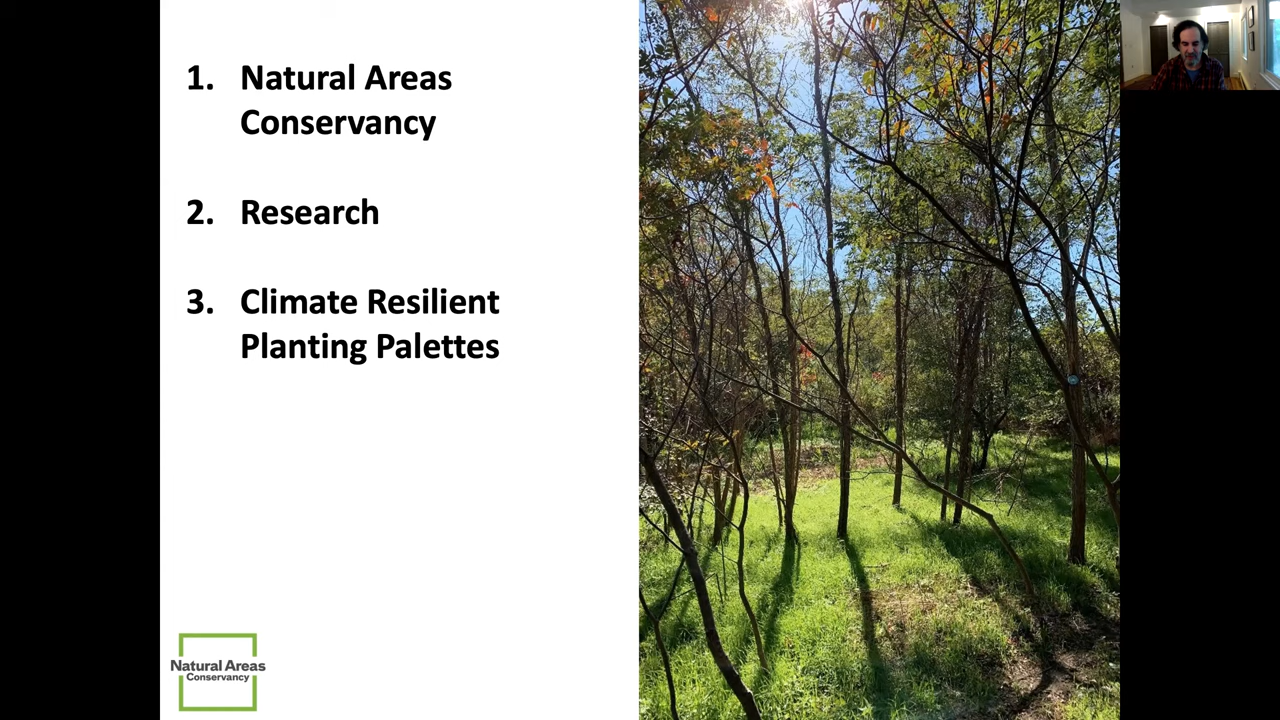 1. Natural Areas
Conservancy
2. Research
3. Climate Resilient
Planting Palettes
Natural Areas
Conservancy